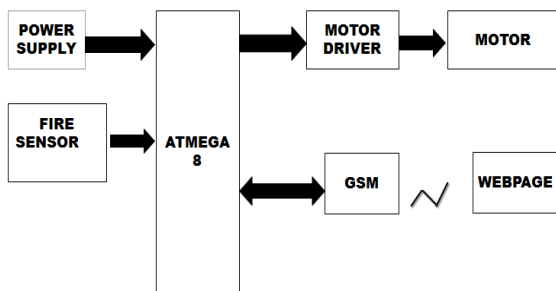 POWER
SUPPLY
MOTOR
DRIVER
MOTOR
FIRE
SENSOR
ATMEGA
8
GSM
WEBPAGE